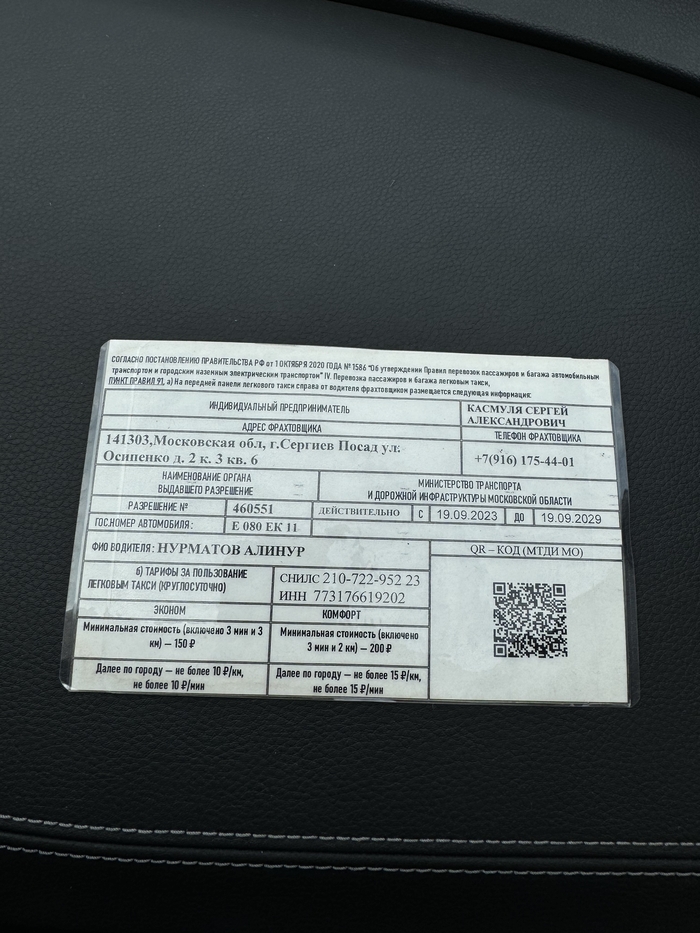 СОГЛАСНО ПОСТАНОВЛЕНИЮ ПРАВИТЕЛЬСТВА РФ от 1 ОКТЯБРЯ 2020 ГОДА № 1586 "Об утверждении Правил перевозок пассажиров и багажа автомобильным
транспортом и городским наземным электрическим транспортом" IV. Перевозка пассажиров и багажа легковым такси,
ПУНКТ ПРАВИЛ 91, а) На передней панели легкового такси справа от водителя фрахтовщиком размещается следующая информация:
ИНДИВИДУАЛЬНЫЙ ПРЕДПРИНИМАТЕЛЬ
КАСМУЛЯ СЕРГЕЙ
АЛЕКСАНДРОВИЧ
АДРЕС ФРАХТОВЩИКА
ТЕЛЕФОН ФРАХТОВЩИКА
141303,Московская обл, г.Сергиев Посад ул.
Осипенко д. 2 к. 3 кв. 6
+7(916) 175-44-01
НАИМЕНОВАНИЕ ОРГАНА
ВЫДАВШЕГО РАЗРЕШЕНИЕ
МИНИСТЕРСТВО ТРАНСПОРТА
И ДОРОЖНОЙ ИНФРАСТРУКТУРЫ МОСКОВСКОЙ ОБЛАСТИ
РАЗРЕШЕНИЕ № 460551 ДЕЙСТВИТЕЛЬНО С 19.09.2023 ДО 19.09.2029
ГОС.НОМЕР АВТОМОБИЛЯ: Е 080 ЕК 11
ФИО ВОДИТЕЛЯ: НУРМАТОВ АЛИНУР
QR – КОД (МТДИ МО)
б) ТАРИФЫ ЗА ПОЛЬЗОВАНИЕ
ЛЕГКОВЫМ ТАКСИ (КРУГЛОСУТОЧНО)
СНИЛС 210-722-952 23
ИНН 773176619202
ЭКОНОМ
КОМФОРТ
Минимальная стоимость (включено 3 мин и 3
км) — 150 ₽
Минимальная стоимость (включено
3 мин и 2 км) — 200 ₽
Далее по городу — не более 10 ₽/км,
не более 10 ₽/мин
Далее по городу — не более 15 ₽/км,
не более 15 ₽/мин